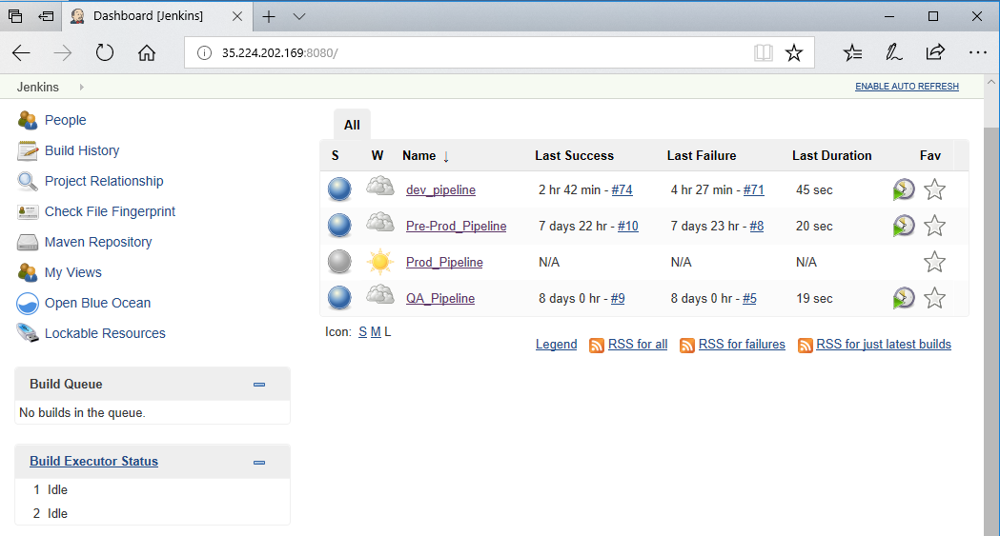 Dashboard [Jenkins]
35.224.202.169:8080/
Jenkins
ENABLE AUTO REFRESH
People
Build History
Project Relationship
Check File Fingerprint
Maven Repository
My Views
Open Blue Ocean
Lockable Resources
Build Queue
No builds in the queue.
Build Executor Status
1 Idle
2 Idle
All
S W Name ↓ Last Success Last Failure Last Duration Fav
dev_pipeline 2 hr 42 min - #74 4 hr 27 min - #71 45 sec
Pre-Prod_Pipeline 7 days 22 hr - #10 7 days 23 hr - #8 20 sec
Prod_Pipeline N/A N/A N/A
QA_Pipeline 8 days 0 hr - #9 8 days 0 hr - #5 19 sec
Icon: S M L
Legend RSS for all RSS for failures RSS for just latest builds